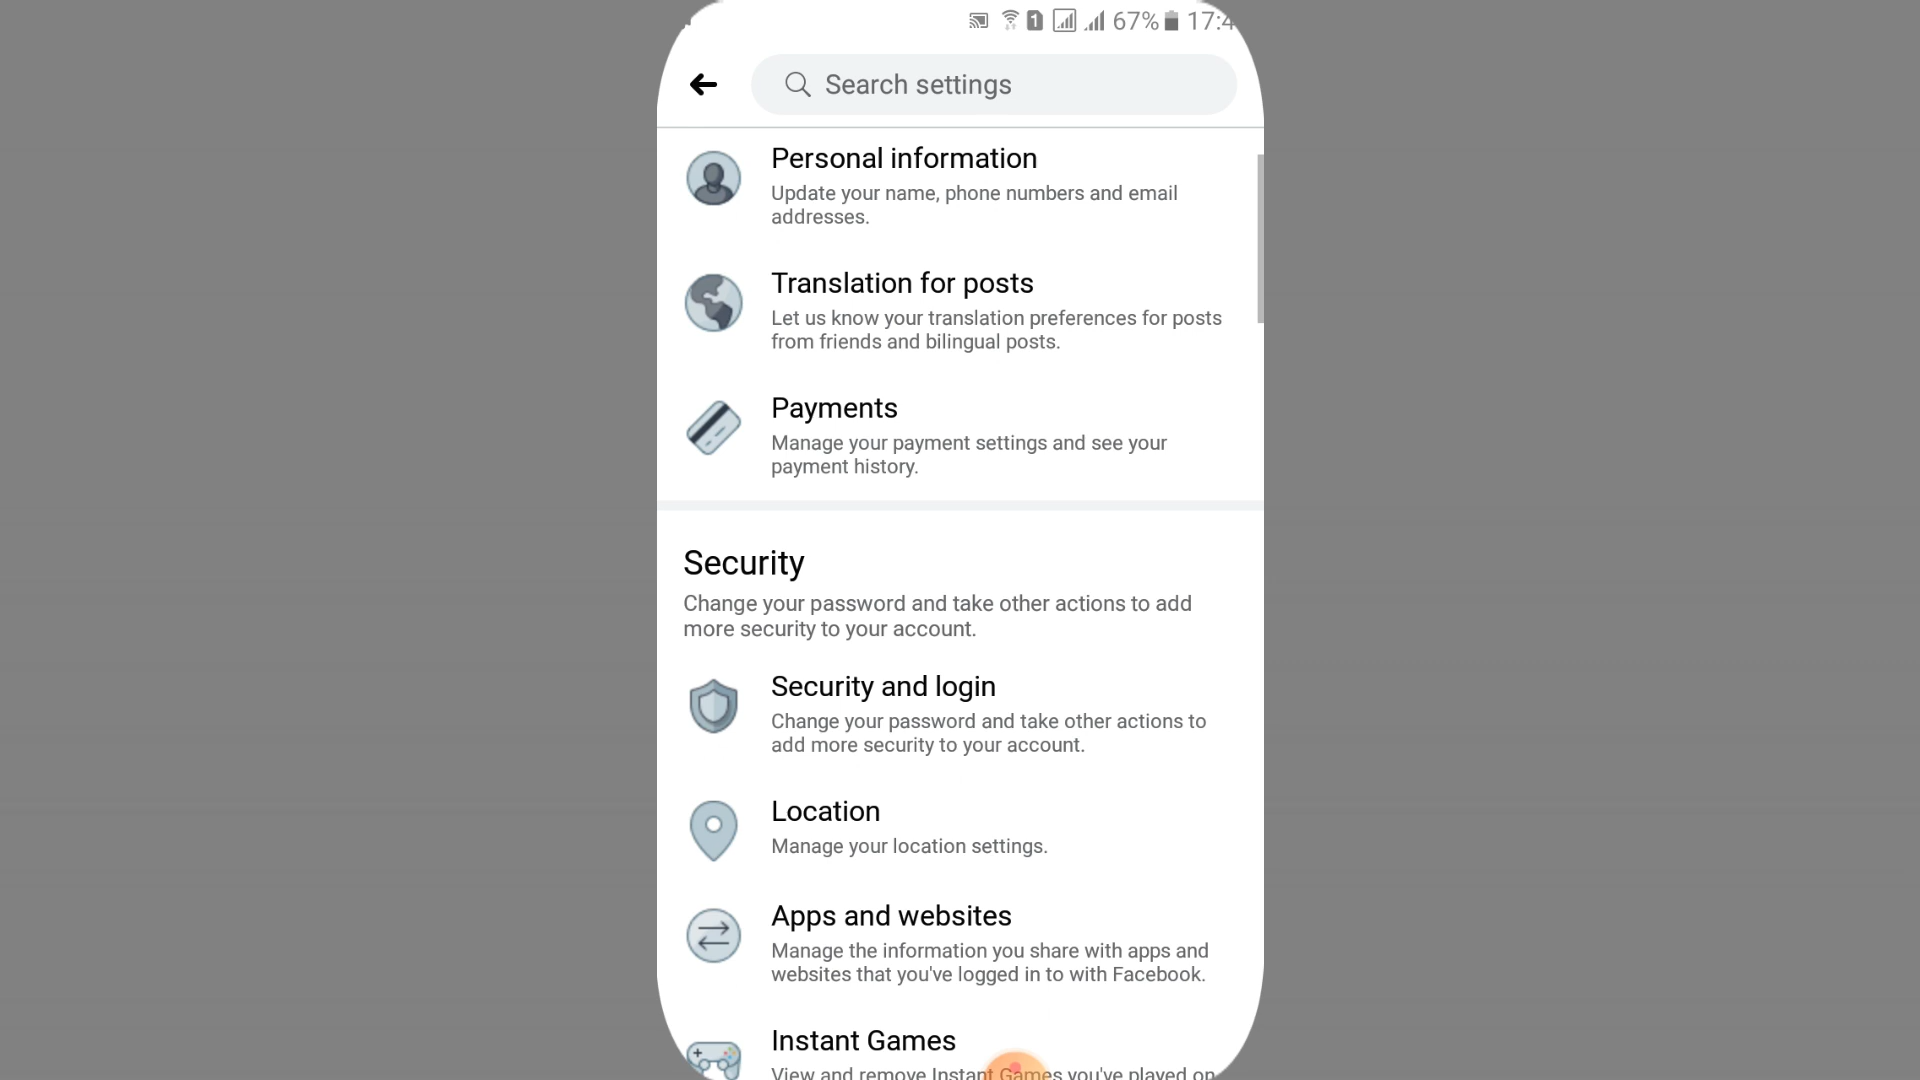 1 67% 17:4
Search settings
Personal information
Update your name, phone numbers and email
addresses.
Translation for posts
Let us know your translation preferences for posts
from friends and bilingual posts.
Payments
Manage your payment settings and see your
payment history.
Security
Change your password and take other actions to add
more security to your account.
Security and login
Change your password and take other actions to
add more security to your account.
Location
Manage your location settings.
Apps and websites
Manage the information you share with apps and
websites that you've logged in to with Facebook.
Instant Games
View and remove Instant Games you've played on